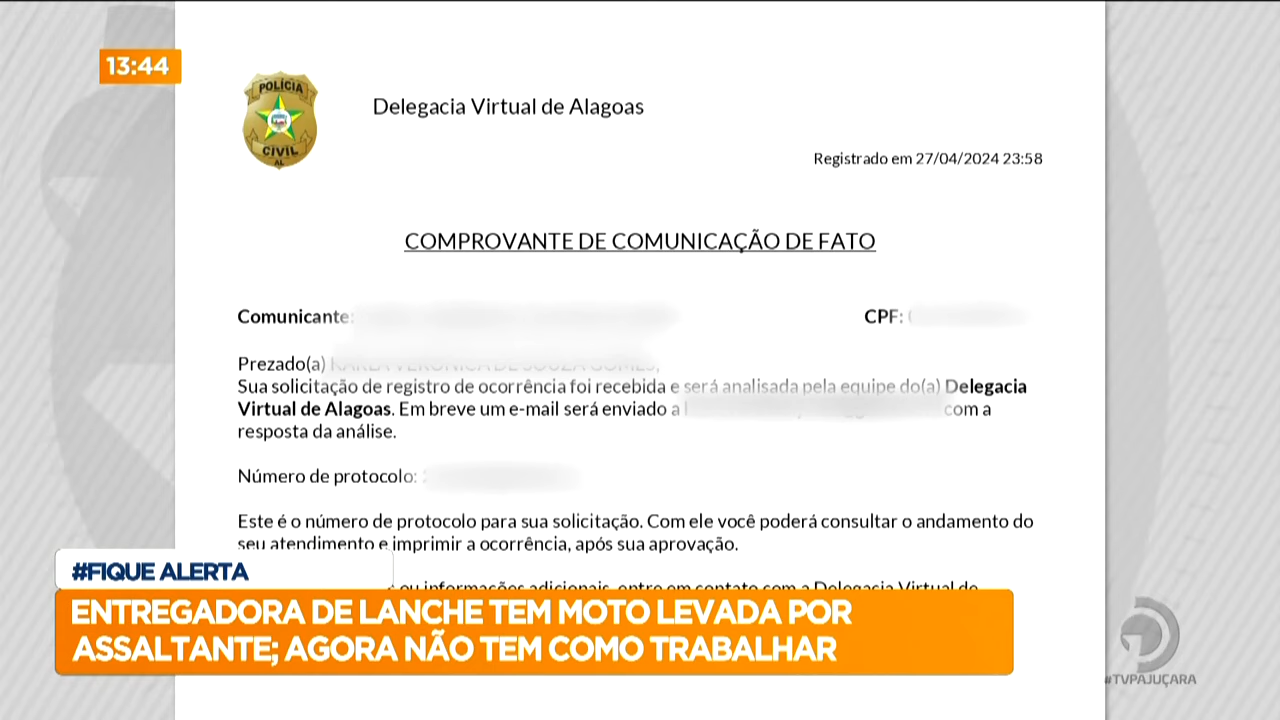 13:44
POLÍCIA
CIVIL
AL
Delegacia Virtual de Alagoas
Registrado em 27/04/2024 23:58
COMPROVANTE DE COMUNICAÇÃO DE FATO
Comunicante:
CPF:
Prezado(a)
Sua solicitação de registro de ocorrência foi recebida e será analisada pela equipe do(a) Delegacia
Virtual de Alagoas. Em breve um e-mail será enviado a com a
resposta da análise.
Número de protocolo:
Este é o número de protocolo para sua solicitação. Com ele você poderá consultar o andamento do
seu atendimento e imprimir a ocorrência, após sua aprovação.
ou informações adicionais, entre em contato com a Delegacia Virtual de
#FIQUE ALERTA
ENTREGADORA DE LANCHE TEM MOTO LEVADA POR
ASSALTANTE; AGORA NÃO TEM COMO TRABALHAR
#TVPAJUÇARA